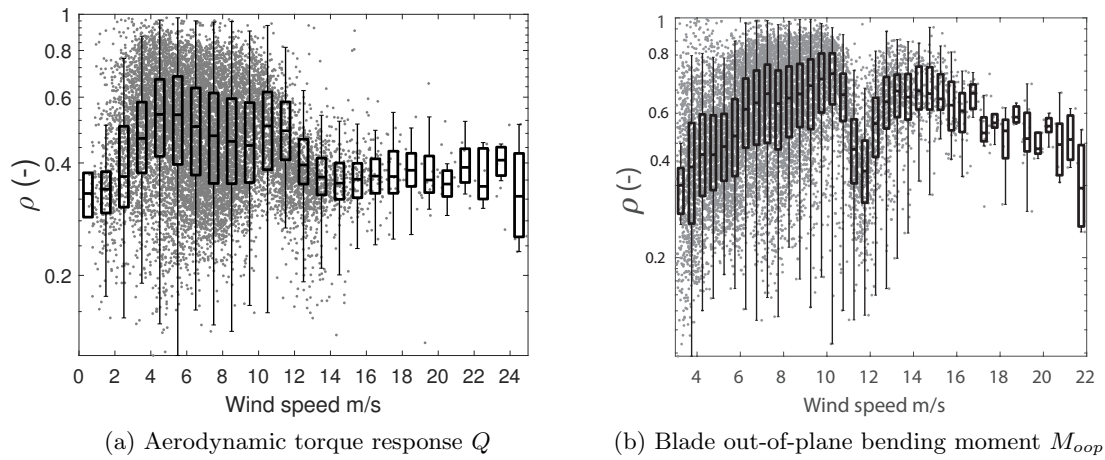 1
0.8
0.6
0.4
0.2
ρ (-)
0 2 4 6 8 10 12 14 16 18 20 22 24
Wind speed m/s
(a) Aerodynamic torque response Q
1
0.8
0.6
0.4
0.2
ρ (-)
4 6 8 10 12 14 16 18 20 22
Wind speed m/s
(b) Blade out-of-plane bending moment M_oop